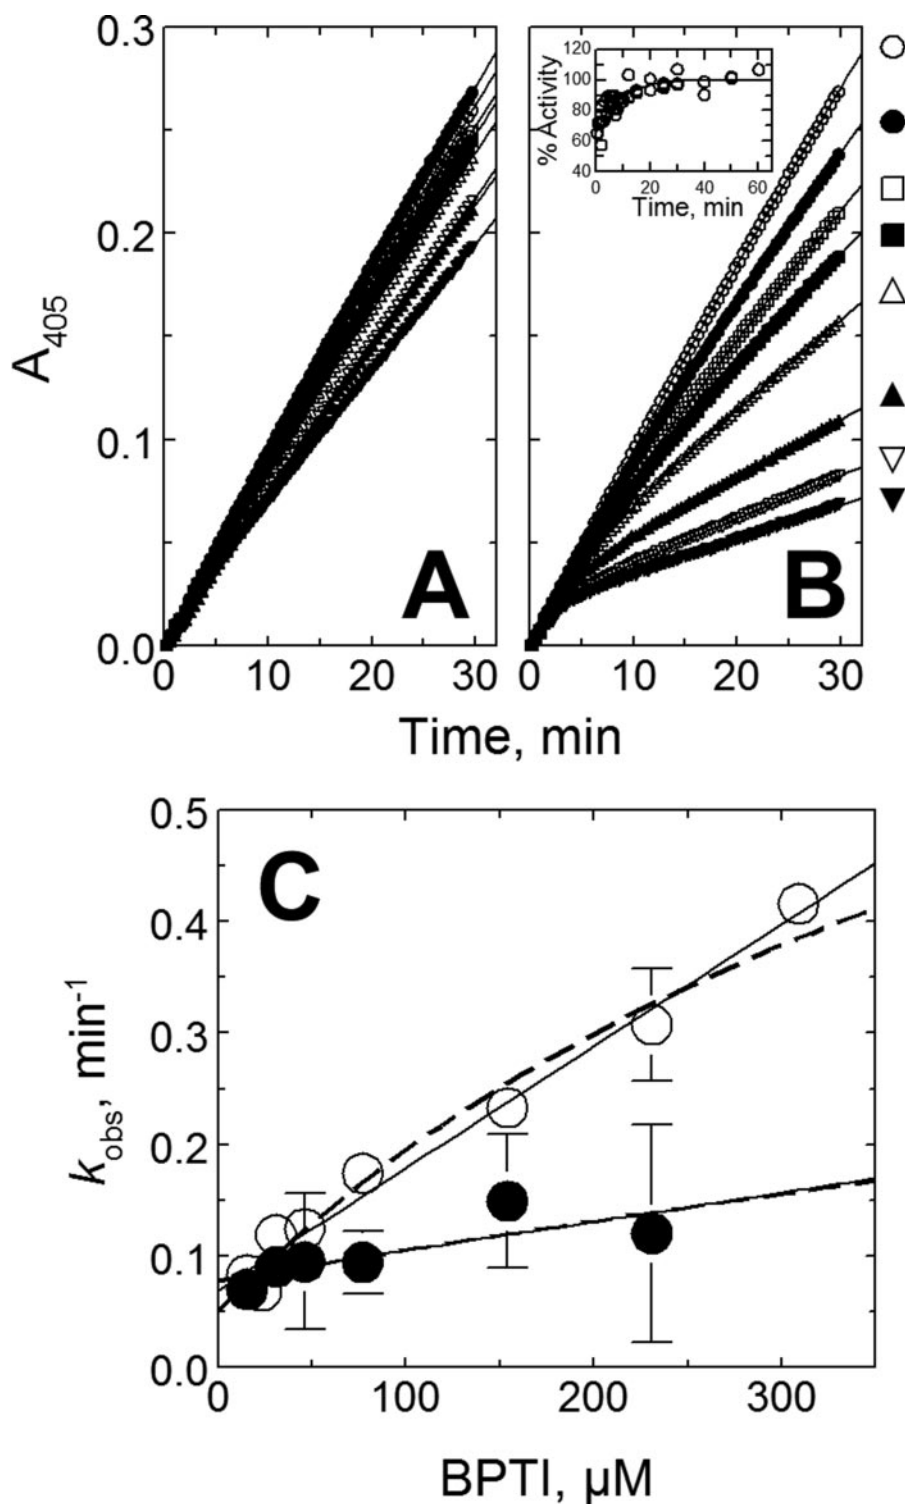 0.3
0.2
0.1
0.0
A₄₀₅
A
0 10 20 30
B
0 10 20 30
120
100
80
60
40
% Activity
0 20 40 60
Time, min
Time, min
C
0.5
0.4
0.3
0.2
0.1
0.0
k_obs, min⁻¹
0 100 200 300
BPTI, µM